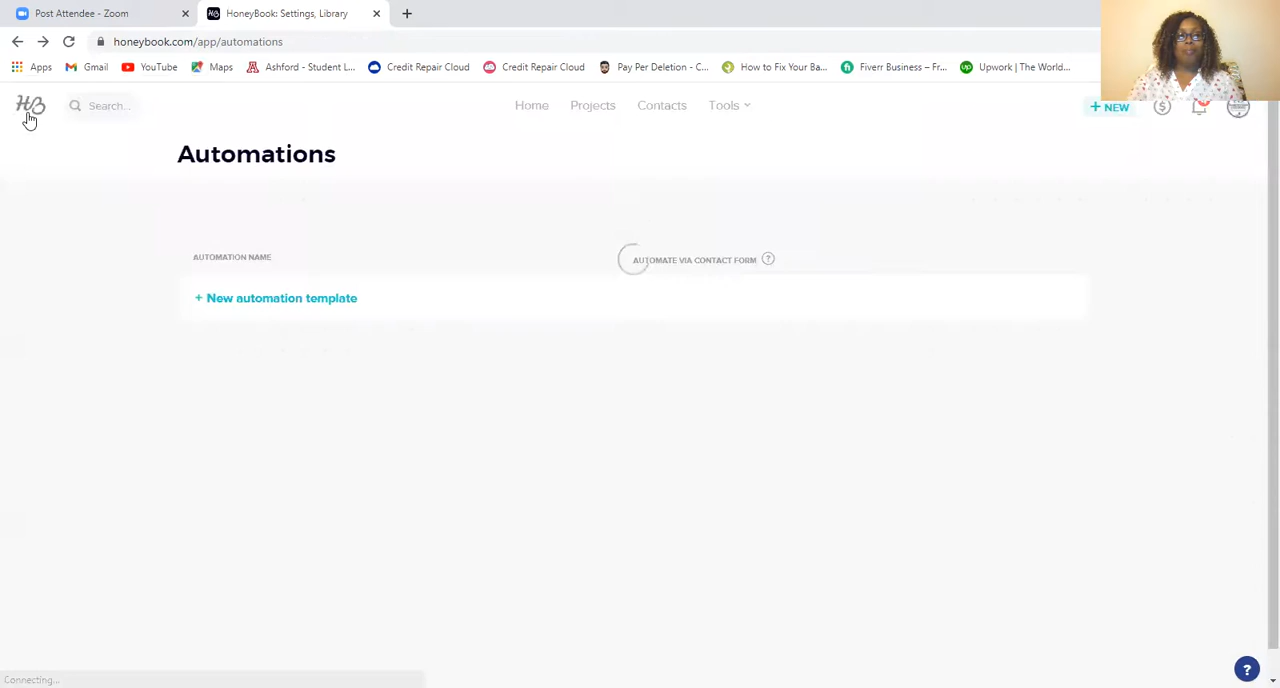 Post Attendee - Zoom
HoneyBook: Settings, Library
honeybook.com/app/automations
Apps
Gmail
YouTube
Maps
Ashford - Student L...
Credit Repair Cloud
Credit Repair Cloud
Pay Per Deletion - C...
How to Fix Your Ba...
Fiverr Business – Fr...
Upwork | The World...
HB
Search...
Home
Projects
Contacts
Tools
+ NEW
Automations
AUTOMATION NAME
AUTOMATE VIA CONTACT FORM ?
+ New automation template
Connecting...
?